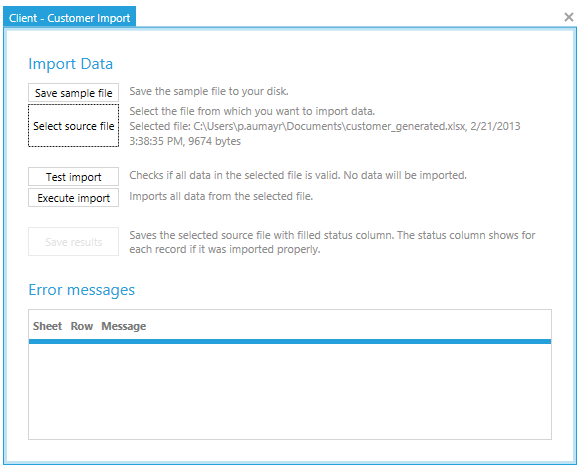 Client - Customer Import
Import Data
Save sample file
Save the sample file to your disk.
Select source file
Select the file from which you want to import data.
Selected file: C:\Users\p.aumayr\Documents\customer_generated.xlsx, 2/21/2013
3:38:35 PM, 9674 bytes
Test import
Checks if all data in the selected file is valid. No data will be imported.
Execute import
Imports all data from the selected file.
Save results
Saves the selected source file with filled status column. The status column shows for
each record if it was imported properly.
Error messages
Sheet Row Message